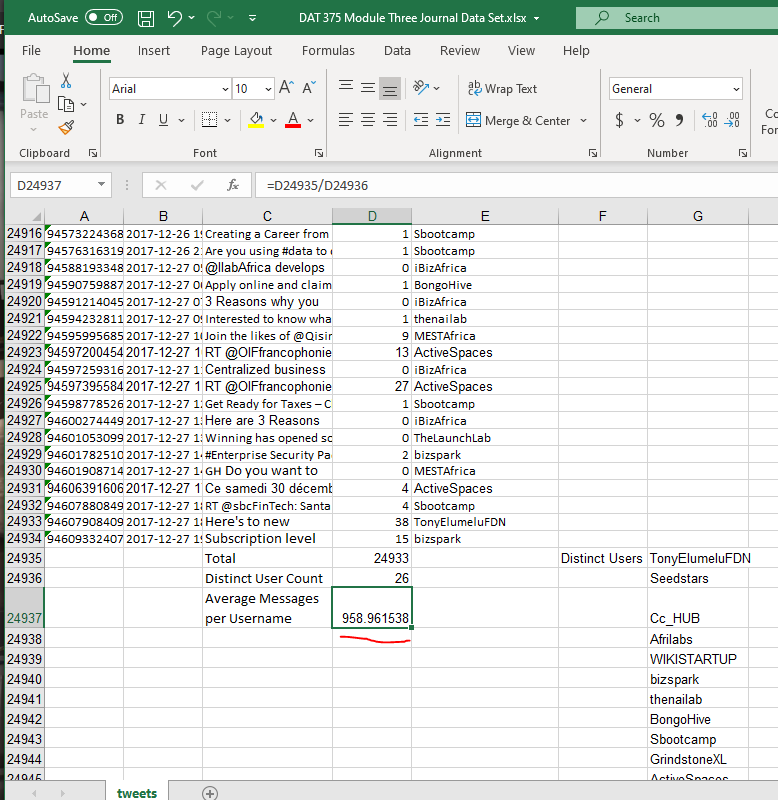 AutoSave Off DAT 375 Module Three Journal Data Set.xlsx Search
File Home Insert Page Layout Formulas Data Review View Help
Paste Arial 10 A^ A˅ ab Wrap Text General
B I U A Merge & Center $ % 9 .00
Clipboard Font Alignment Number
D24937 fx =D24935/D24936
A B C D E F G
24916 94573224368 2017-12-26 19 Creating a Career from 1 Sbootcamp
24917 94576316319 2017-12-26 2 Are you using #data to 1 Sbootcamp
24918 94588193348 2017-12-27 0 @IlabAfrica develops 0 iBizAfrica
24919 94590759887 2017-12-27 0 Apply online and claim 1 BongoHive
24920 94591214045 2017-12-27 0 3 Reasons why you 0 iBizAfrica
24921 94594232811 2017-12-27 0 Interested to know wha 1 thenailab
24922 94595995685 2017-12-27 1 Join the likes of @Qisir 9 MESTAfrica
24923 94597200454 2017-12-27 1 RT @OIFfrancophonie 13 ActiveSpaces
24924 94597259316 2017-12-27 1 Centralized business 0 iBizAfrica
24925 94597395584 2017-12-27 1 RT @OIFfrancophonie 27 ActiveSpaces
24926 94598778526 2017-12-27 1 Get Ready for Taxes – C 1 Sbootcamp
24927 94600274449 2017-12-27 1 Here are 3 Reasons 0 iBizAfrica
24928 94601053099 2017-12-27 1 Winning has opened sc 0 TheLaunchLab
24929 94601782510 2017-12-27 1 #Enterprise Security Pa 2 bizspark
24930 94601908714 2017-12-27 1 GH Do you want to 0 MESTAfrica
24931 94606391606 2017-12-27 1 Ce samedi 30 décemb 4 ActiveSpaces
24932 94607880849 2017-12-27 1 RT @sbcFinTech: Santa 4 Sbootcamp
24933 94607908409 2017-12-27 1 Here's to new 38 TonyElumeluFDN
24934 94609332407 2017-12-27 1 Subscription level 15 bizspark
24935 Total 24933 Distinct Users TonyElumeluFDN
24936 Distinct User Count 26 Seedstars
Average Messages
24937 per Username 958.961538 Cc_HUB
24938 Afrilabs
24939 WIKISTARTUP
24940 bizspark
24941 thenailab
24942 BongoHive
24943 Sbootcamp
24944 GrindstoneXL
24945 ActiveSpaces
tweets